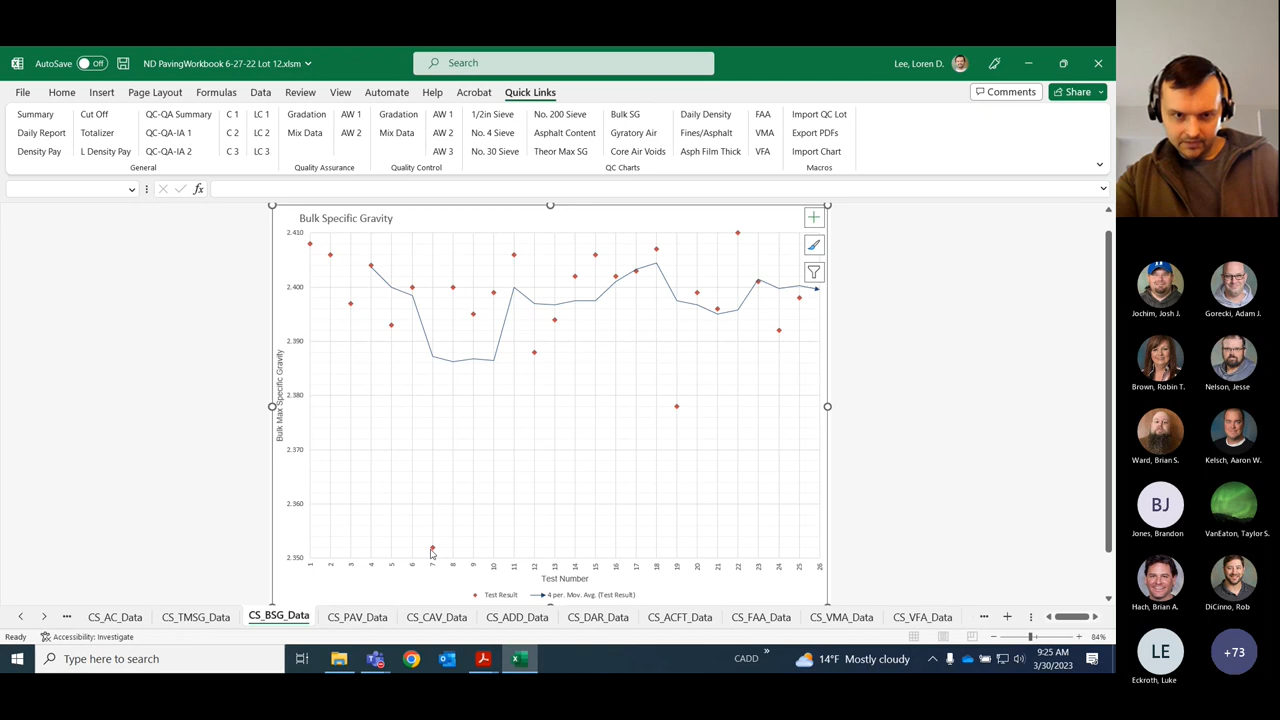 AutoSave Off ND PavingWorkbook 6-27-22 Lot 12.xlsm Search Lee, Loren D.
File Home Insert Page Layout Formulas Data Review View Automate Help Acrobat Quick Links Comments Share
Summary Cut Off QC-QA Summary C 1 LC 1 Gradation AW 1 Gradation AW 1 1/2in Sieve No. 200 Sieve Bulk SG Daily Density FAA Import QC Lot
Daily Report Totalizer QC-QA-IA 1 C 2 LC 2 Mix Data AW 2 Mix Data AW 2 No. 4 Sieve Asphalt Content Gyratory Air Fines/Asphalt VMA Export PDFs
Density Pay L Density Pay QC-QA-IA 2 C 3 LC 3 AW 3 No. 30 Sieve Theor Max SG Core Air Voids Asph Film Thick VFA Import Chart
General Quality Assurance Quality Control QC Charts Macros
fx
Bulk Specific Gravity
2.410
2.400
2.390
2.380
2.370
2.360
2.350
Bulk Max Specific Gravity
1 2 3 4 5 6 7 8 9 10 11 12 13 14 15 16 17 18 19 20 21 22 23 24 25 26
Test Number
Test Result 4 per. Mov. Avg. (Test Result)
CS_AC_Data CS_TMSG_Data CS_BSG_Data CS_PAV_Data CS_CAV_Data CS_ADD_Data CS_DAR_Data CS_ACFT_Data CS_FAA_Data CS_VMA_Data CS_VFA_Data
Ready Accessibility: Investigate 84%
Type here to search CADD 14°F Mostly cloudy 9:25 AM
3/30/2023
Jochim, Josh J. Gorecki, Adam J.
Brown, Robin T. Nelson, Jesse
Ward, Brian S. Kelsch, Aaron W.
BJ
Jones, Brandon VanEaton, Taylor S.
Hach, Brian A. DiCinno, Rob
LE +73
Eckroth, Luke